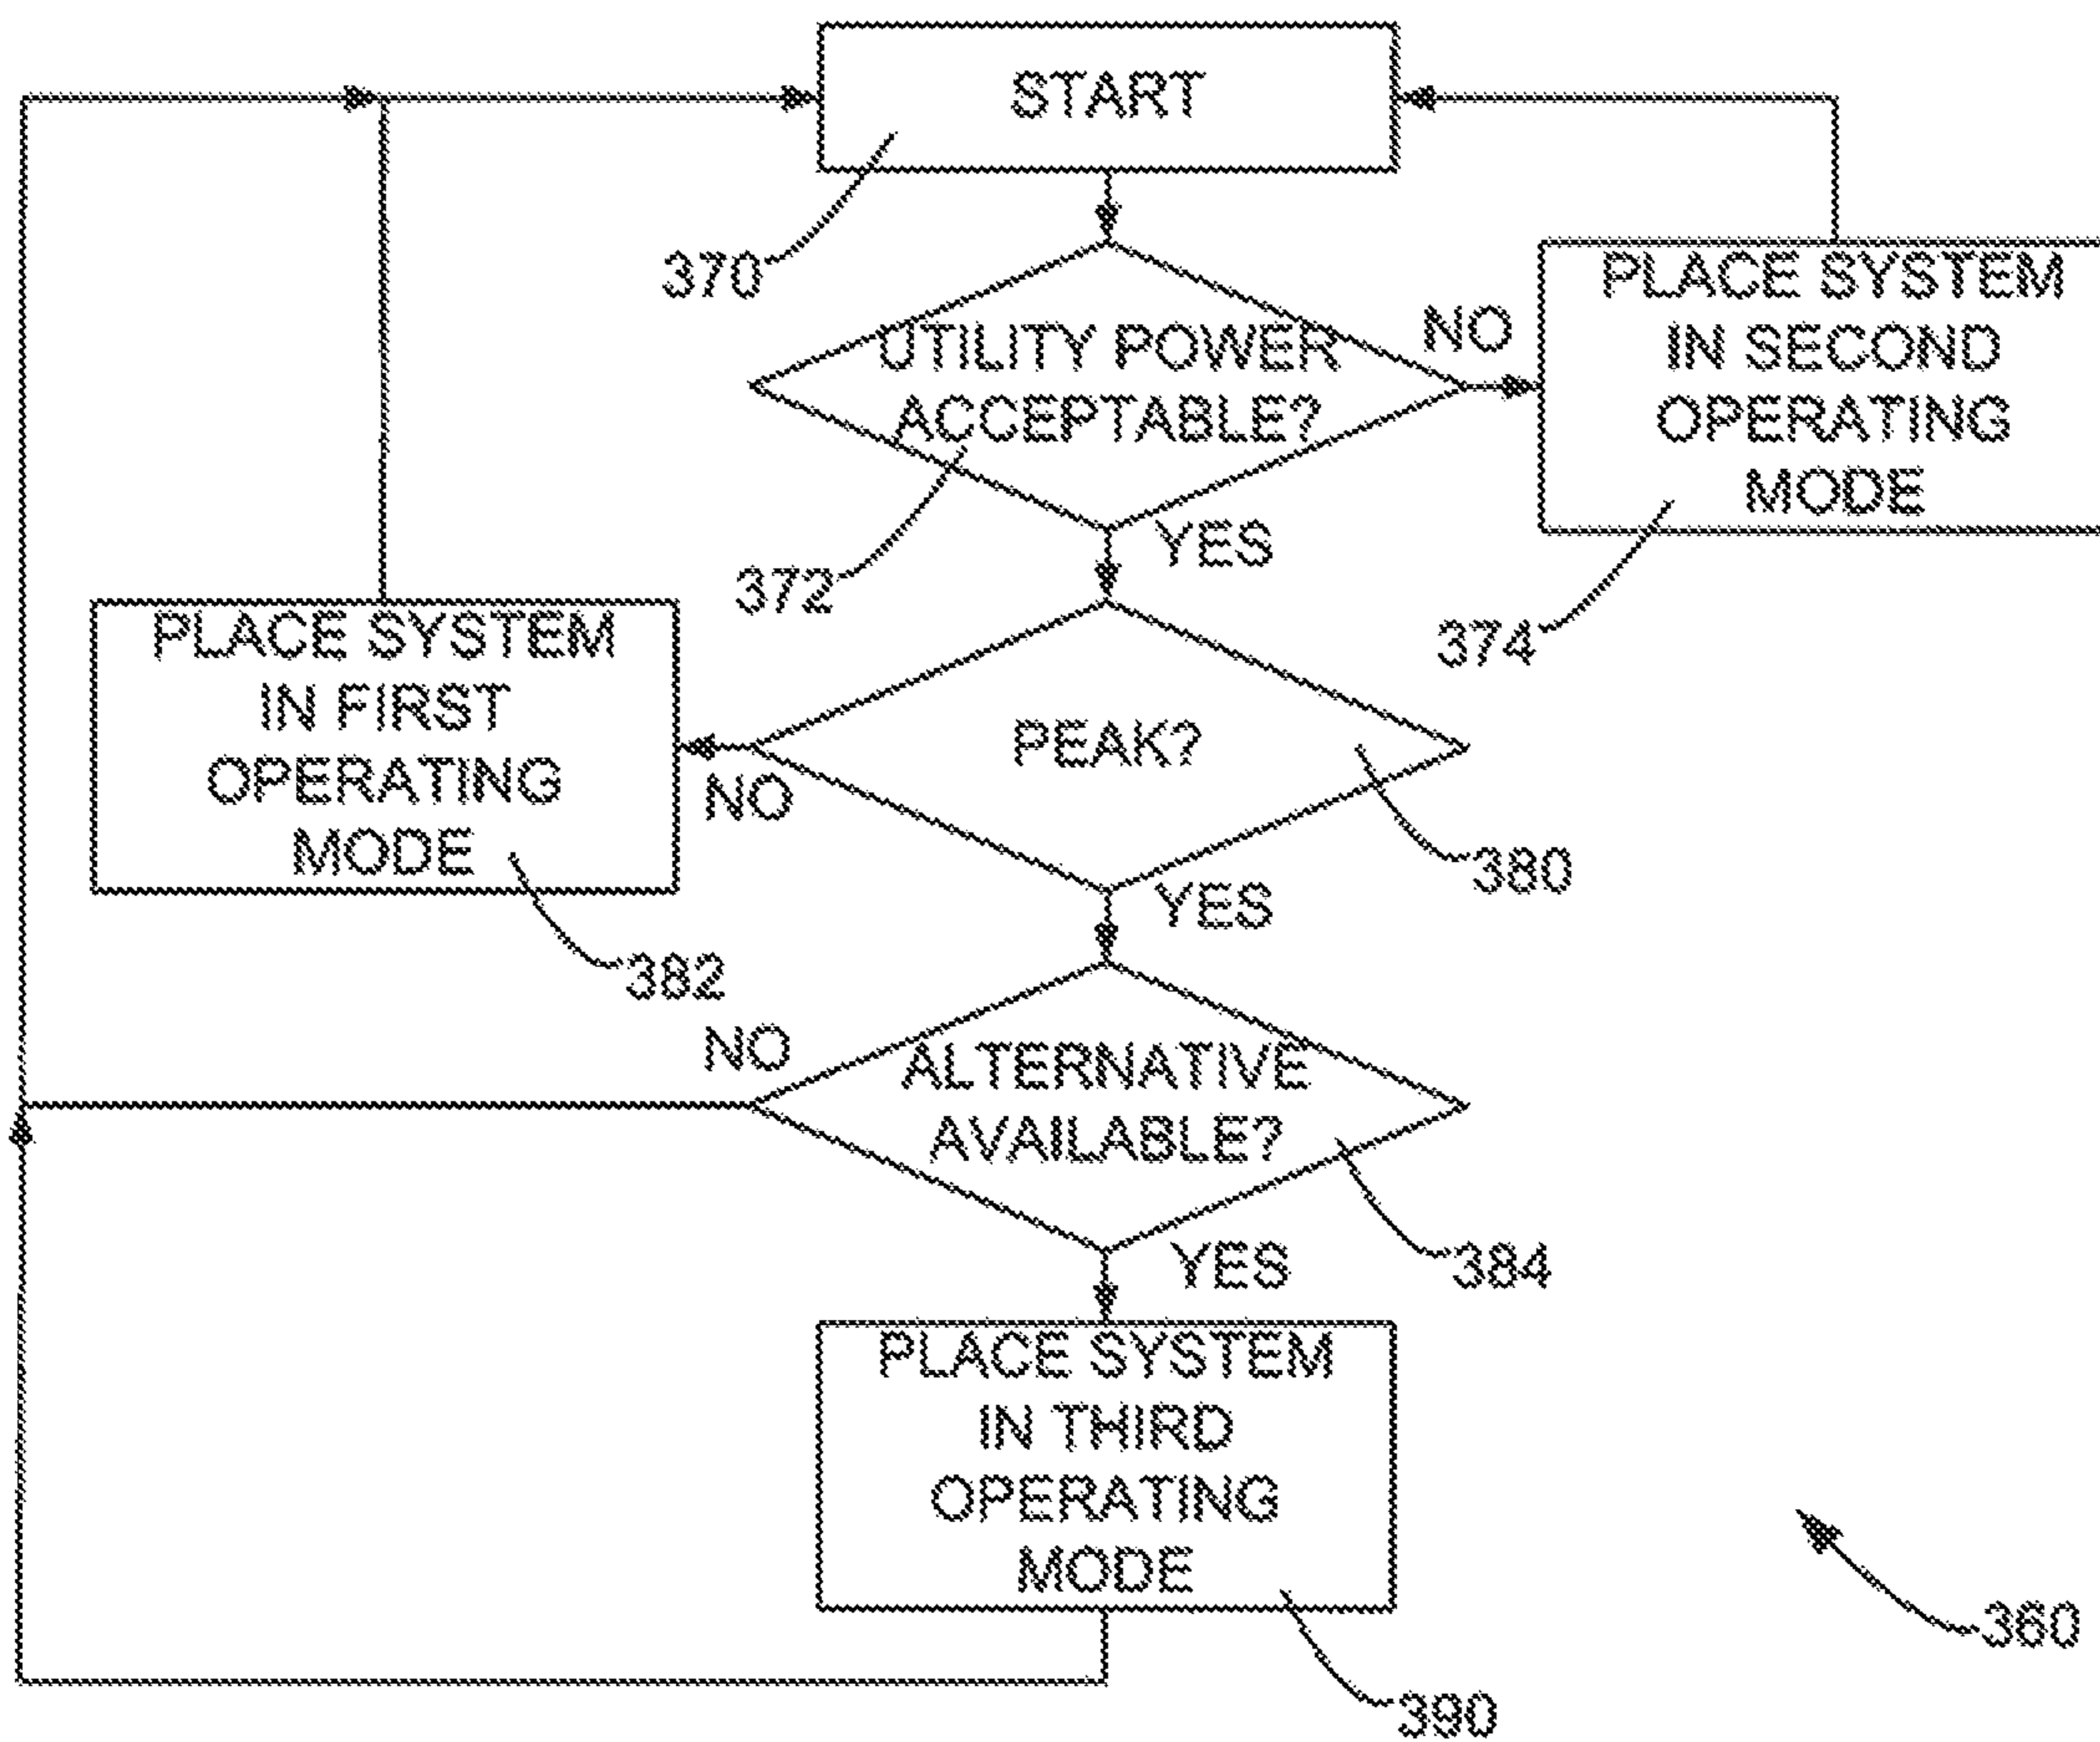 START
370
UTILITY POWER
ACCEPTABLE?
372
NO
YES
PLACE SYSTEM
IN SECOND
OPERATING
MODE
374
PEAK?
380
NO
YES
PLACE SYSTEM
IN FIRST
OPERATING
MODE
382
ALTERNATIVE
AVAILABLE?
384
NO
YES
PLACE SYSTEM
IN THIRD
OPERATING
MODE
390
360